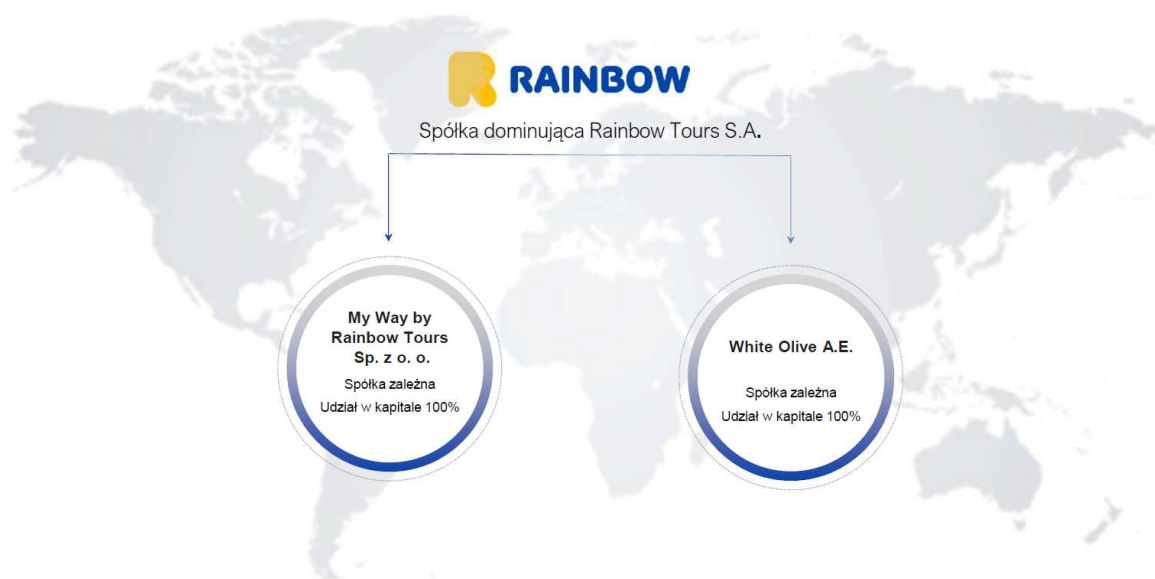 RAINBOW
Spółka dominująca Rainbow Tours S.A.
My Way by
Rainbow Tours
Sp. z o. o.
Spółka zależna
Udział w kapitale 100%
White Olive A.E.
Spółka zależna
Udział w kapitale 100%